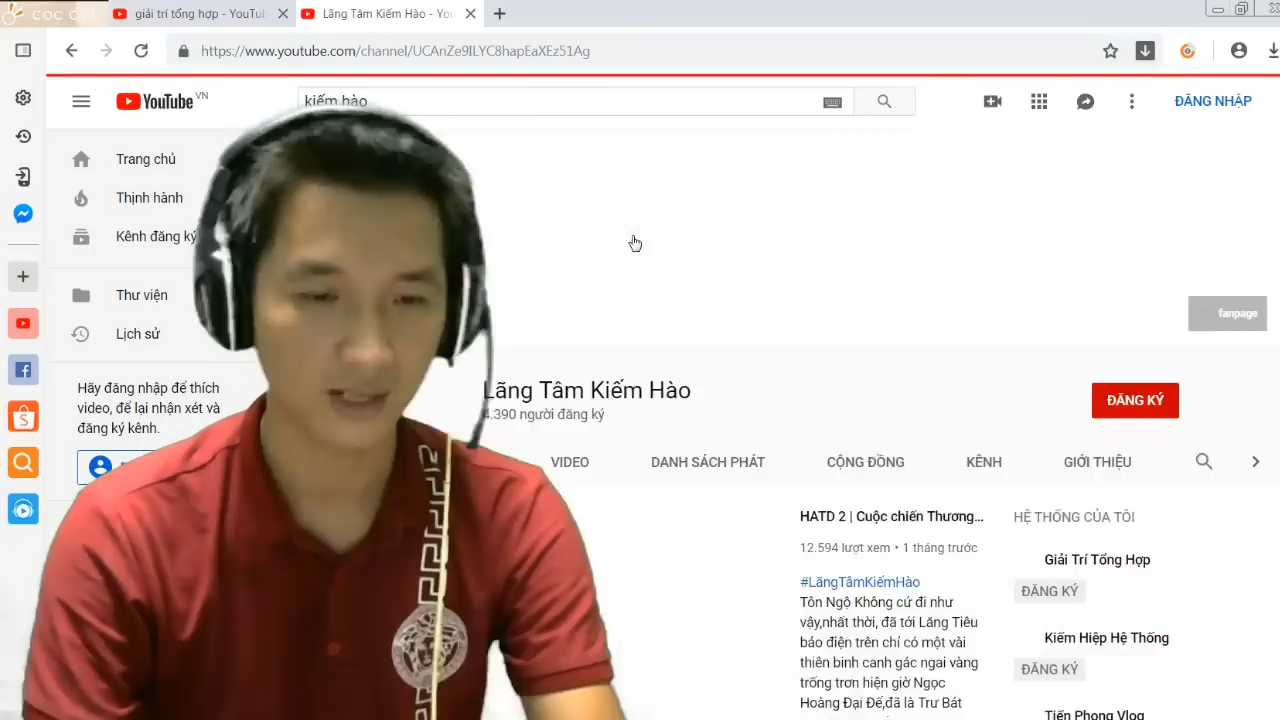 cốc cốc
giải trí tổng hợp - YouTu
Lãng Tâm Kiếm Hào - You
https://www.youtube.com/channel/UCAnZe9ILYC8hapEaXEz51Ag
YouTube VN
kiếm hào
ĐĂNG NHẬP
Trang chủ
Thịnh hành
Kênh đăng ký
Thư viện
Lịch sử
fanpage
Hãy đăng nhập để thích
video, để lại nhận xét và
đăng ký kênh.
Lãng Tâm Kiếm Hào
4.390 người đăng ký
ĐĂNG KÝ
VIDEO
DANH SÁCH PHÁT
CỘNG ĐỒNG
KÊNH
GIỚI THIỆU
HATD 2 | Cuộc chiến Thương...
12.594 lượt xem • 1 tháng trước
#LãngTâmKiếmHào
Tôn Ngộ Không cứ đi như
vậy,nhất thời, đã tới Lăng Tiêu
bảo điện trên chỉ có một vài
thiên binh canh gác ngai vàng
trống trơn hiện giờ Ngọc
Hoàng Đại Đế,đã là Trư Bát
HỆ THỐNG CỦA TÔI
Giải Trí Tổng Hợp
ĐĂNG KÝ
Kiếm Hiệp Hệ Thống
ĐĂNG KÝ
Tiến Phong Vlog